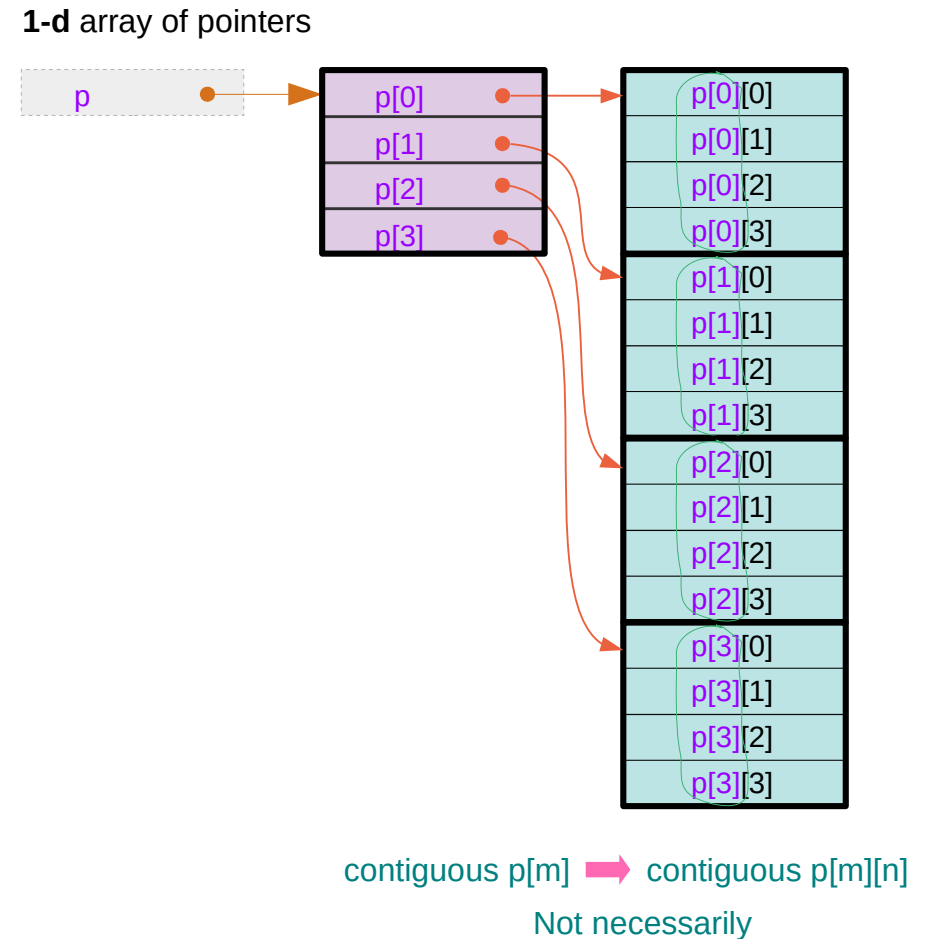 1-d array of pointers
p
p[0]
p[1]
p[2]
p[3]
p[0][0]
p[0][1]
p[0][2]
p[0][3]
p[1][0]
p[1][1]
p[1][2]
p[1][3]
p[2][0]
p[2][1]
p[2][2]
p[2][3]
p[3][0]
p[3][1]
p[3][2]
p[3][3]
contiguous p[m] contiguous p[m][n]
Not necessarily